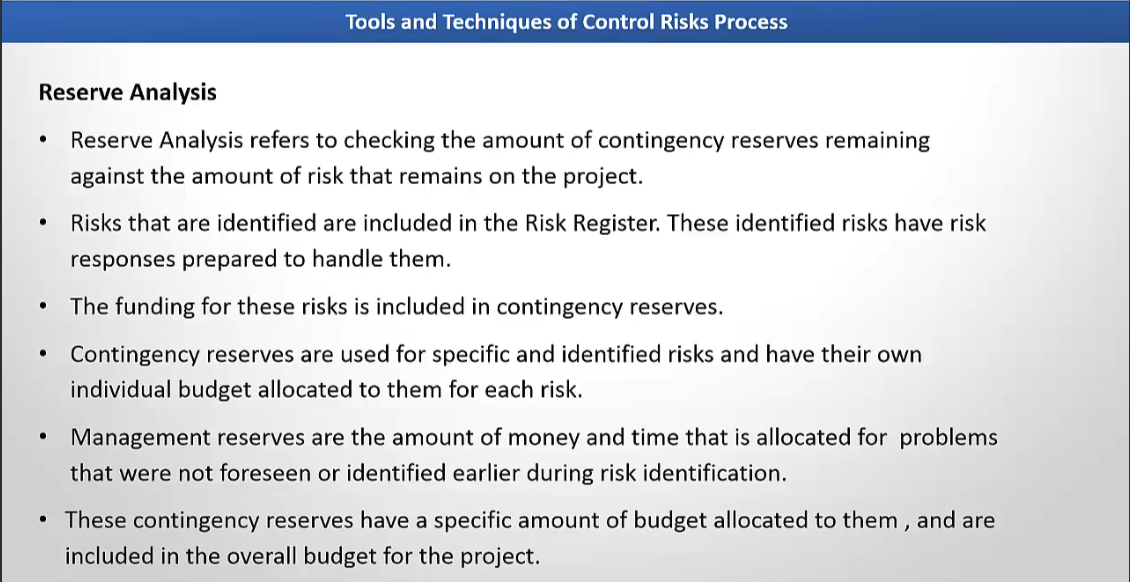 Tools and Techniques of Control Risks Process
Reserve Analysis
• Reserve Analysis refers to checking the amount of contingency reserves remaining
against the amount of risk that remains on the project.
• Risks that are identified are included in the Risk Register. These identified risks have risk
responses prepared to handle them.
• The funding for these risks is included in contingency reserves.
• Contingency reserves are used for specific and identified risks and have their own
individual budget allocated to them for each risk.
• Management reserves are the amount of money and time that is allocated for  problems
that were not foreseen or identified earlier during risk identification.
• These contingency reserves have a specific amount of budget allocated to them , and are
included in the overall budget for the project.